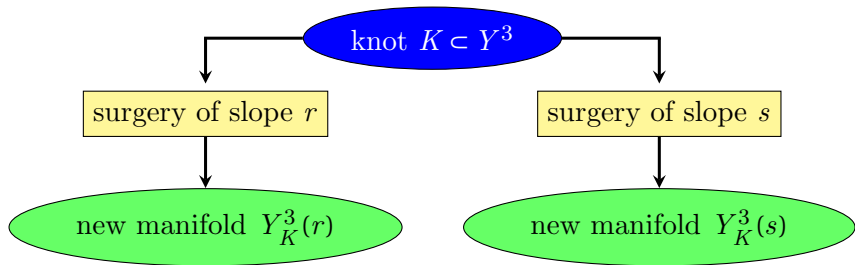 knot K ⊂ Y³
surgery of slope r
surgery of slope s
new manifold Y³_K(r)
new manifold Y³_K(s)